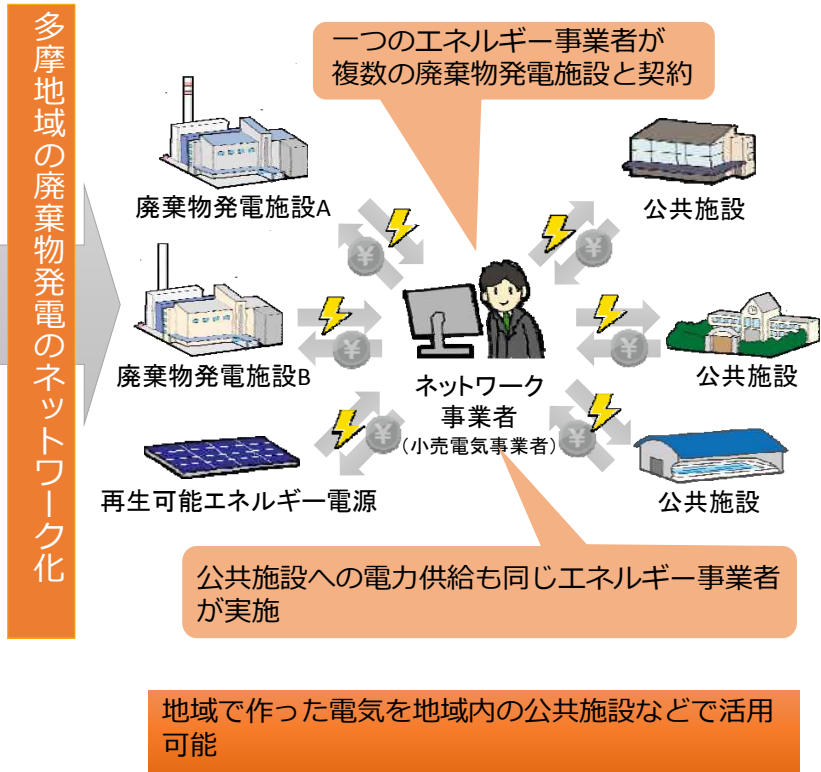 多摩地域の廃棄物発電のネットワーク化
一つのエネルギー事業者が
複数の廃棄物発電施設と契約
廃棄物発電施設A
公共施設
¥
¥
廃棄物発電施設B
ネットワーク
事業者
(小売電気事業者)
公共施設
¥
¥
再生可能エネルギー電源
公共施設
¥
¥
公共施設への電力供給も同じエネルギー事業者
が実施
地域で作った電気を地域内の公共施設などで活用
可能